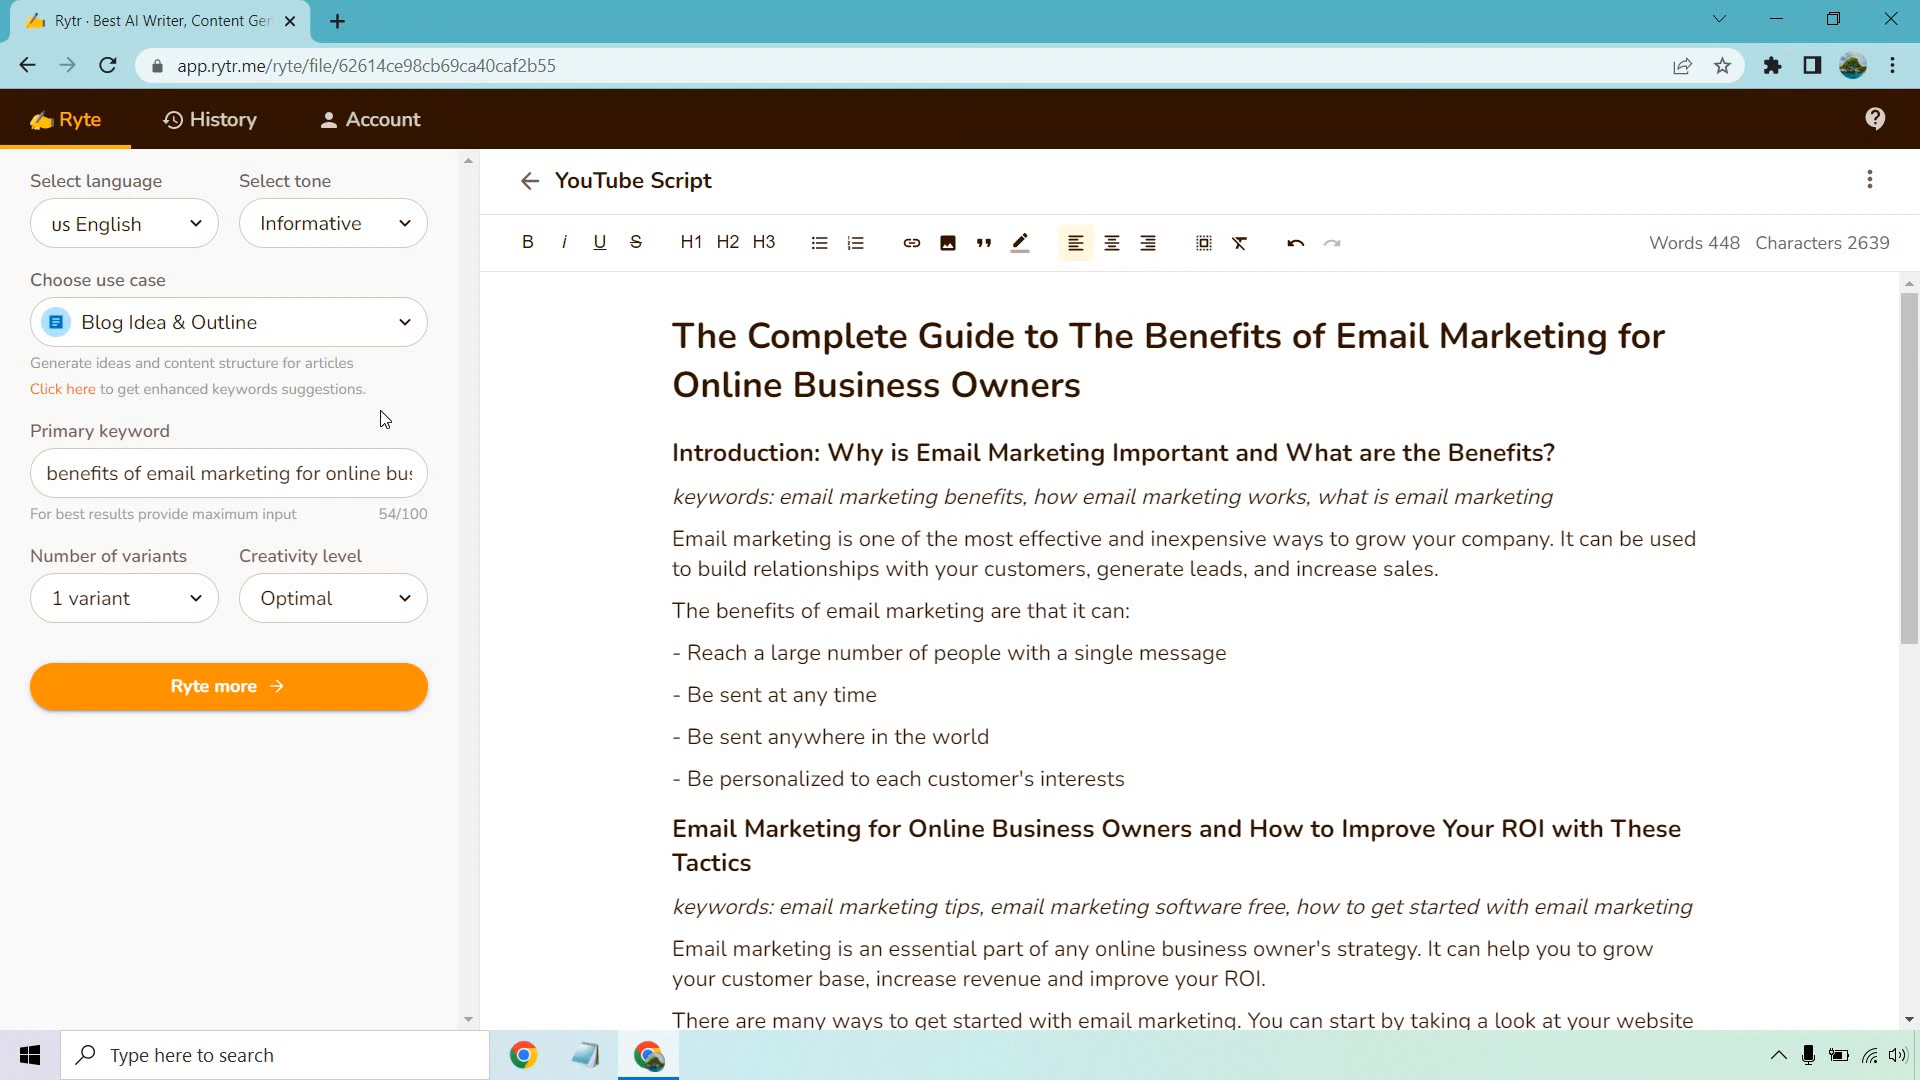 Rytr · Best AI Writer, Content Gen
app.rytr.me/ryte/file/62614ce98cb69ca40caf2b55
Ryte
History
Account
Select language
Select tone
us English
Informative
Choose use case
Blog Idea & Outline
Generate ideas and content structure for articles
Click here to get enhanced keywords suggestions.
Primary keyword
benefits of email marketing for online bus
For best results provide maximum input 54/100
Number of variants
Creativity level
1 variant
Optimal
Ryte more →
YouTube Script
B i U S H1 H2 H3
Words 448 Characters 2639
The Complete Guide to The Benefits of Email Marketing for
Online Business Owners
Introduction: Why is Email Marketing Important and What are the Benefits?
keywords: email marketing benefits, how email marketing works, what is email marketing
Email marketing is one of the most effective and inexpensive ways to grow your company. It can be used
to build relationships with your customers, generate leads, and increase sales.
The benefits of email marketing are that it can:
- Reach a large number of people with a single message
- Be sent at any time
- Be sent anywhere in the world
- Be personalized to each customer's interests
Email Marketing for Online Business Owners and How to Improve Your ROI with These
Tactics
keywords: email marketing tips, email marketing software free, how to get started with email marketing
Email marketing is an essential part of any online business owner's strategy. It can help you to grow
your customer base, increase revenue and improve your ROI.
There are many ways to get started with email marketing. You can start by taking a look at your website
Type here to search